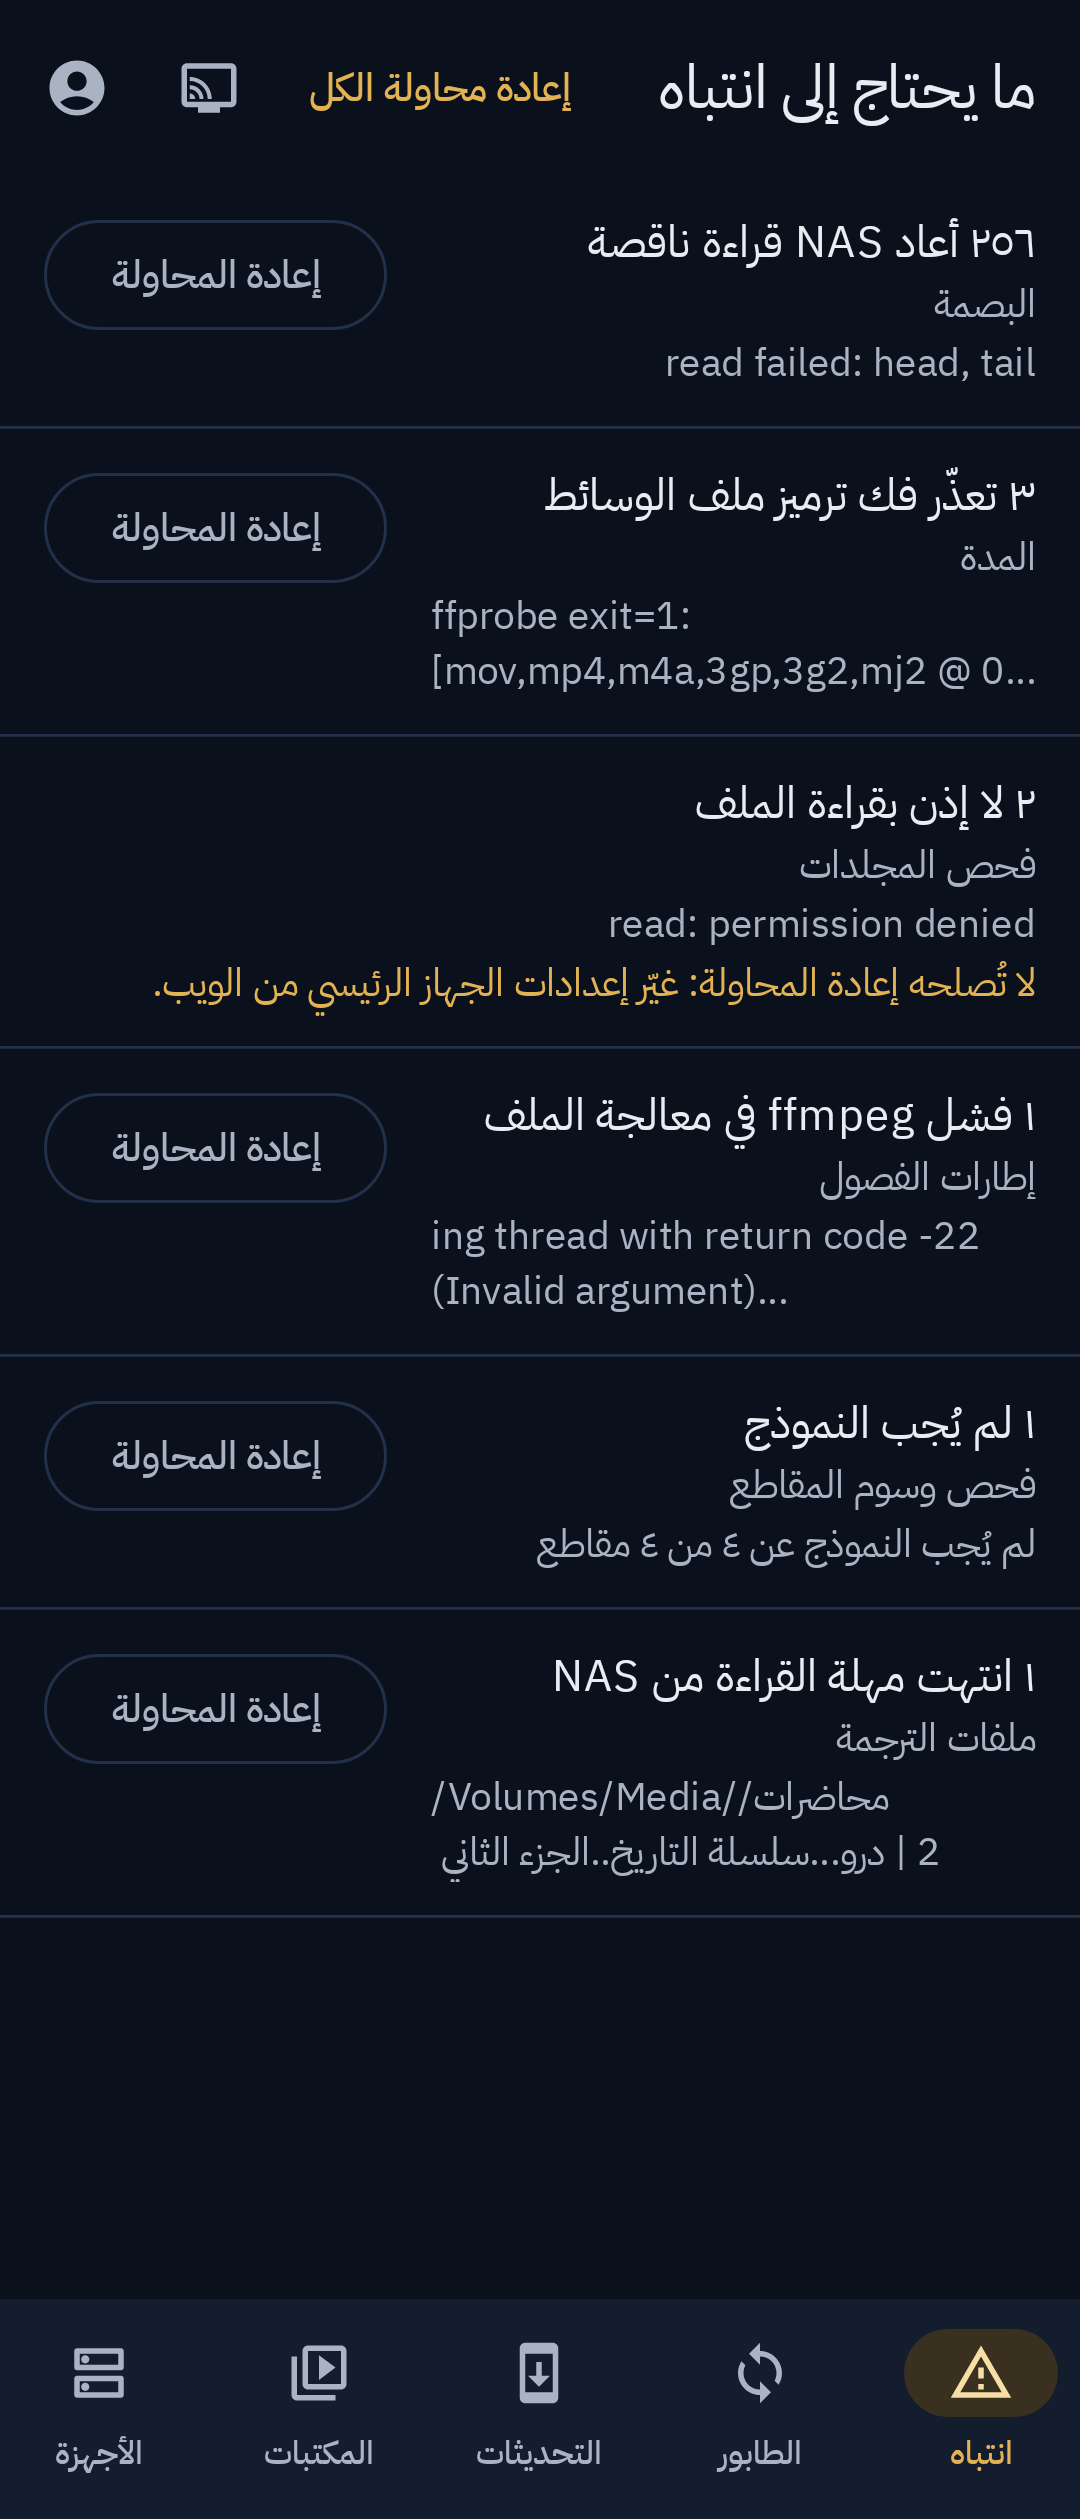 ما يحتاج إلى انتباه
إعادة محاولة الكل
٢٥٦ أعاد NAS قراءة ناقصة
البصمة
read failed: head, tail
إعادة المحاولة
٣ تعذّر فك ترميز ملف الوسائط
المدة
ffprobe exit=1:
[mov,mp4,m4a,3gp,3g2,mj2 @ 0...
إعادة المحاولة
٢ لا إذن بقراءة الملف
فحص المجلدات
read: permission denied
لا تُصلحه إعادة المحاولة: غيّر إعدادات الجهاز الرئيسي من الويب.
١ فشل ffmpeg في معالجة الملف
إطارات الفصول
ing thread with return code -22
(Invalid argument)...
إعادة المحاولة
١ لم يُجب النموذج
فحص وسوم المقاطع
لم يُجب النموذج عن ٤ من ٤ مقاطع
إعادة المحاولة
١ انتهت مهلة القراءة من NAS
ملفات الترجمة
/Volumes/Media//محاضرات
2 | درو...سلسلة التاريخ..الجزء الثاني
إعادة المحاولة
انتباه
الطابور
التحديثات
المكتبات
الأجهزة